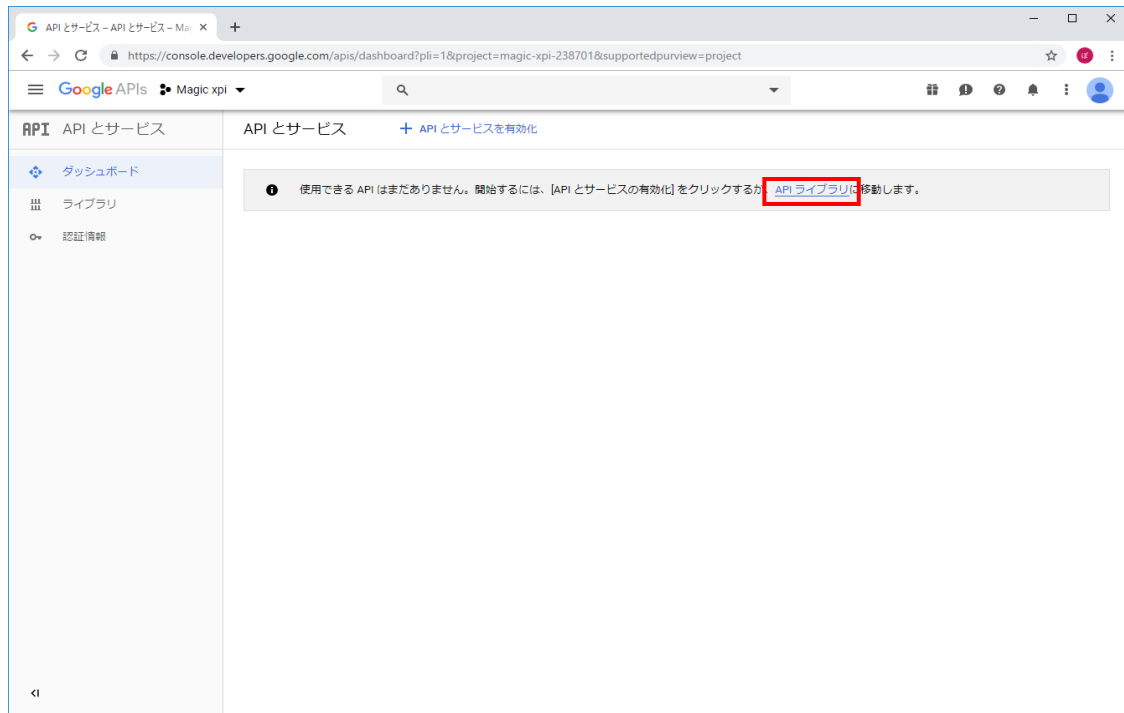 API とサービス – API とサービス – Ma
https://console.developers.google.com/apis/dashboard?pli=1&project=magic-xpi-238701&supportedpurview=project
Google APIs Magic xpi
API API とサービス
API とサービス
API とサービスを有効化
ダッシュボード
使用できる API はまだありません。開始するには、[API とサービスの有効化] をクリックするか、API ライブラリに移動します。
ライブラリ
認証情報